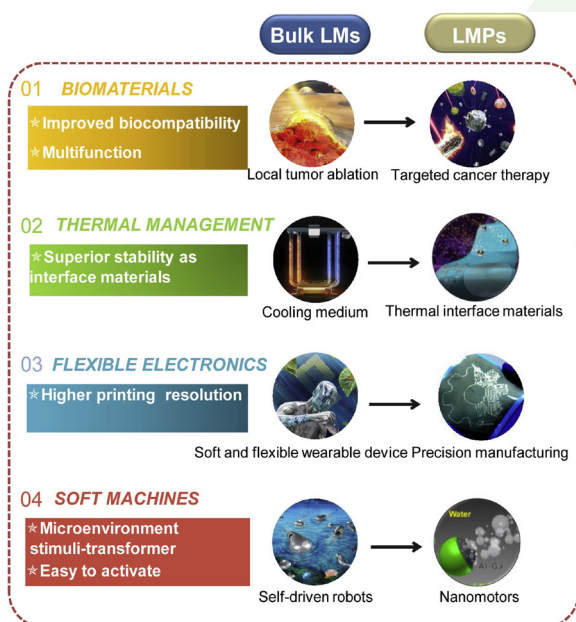 Bulk LMs
LMPs
01 BIOMATERIALS
✯Improved biocompatibility
✯Multifunction
Local tumor ablation
Targeted cancer therapy
02 THERMAL MANAGEMENT
✯Superior stability as
interface materials
Cooling medium
Thermal interface materials
03 FLEXIBLE ELECTRONICS
✯Higher printing resolution
Soft and flexible wearable device
Precision manufacturing
04 SOFT MACHINES
✯Microenvironment
stimuli-transformer
✯Easy to activate
Water
Al-Ga
Self-driven robots
Nanomotors